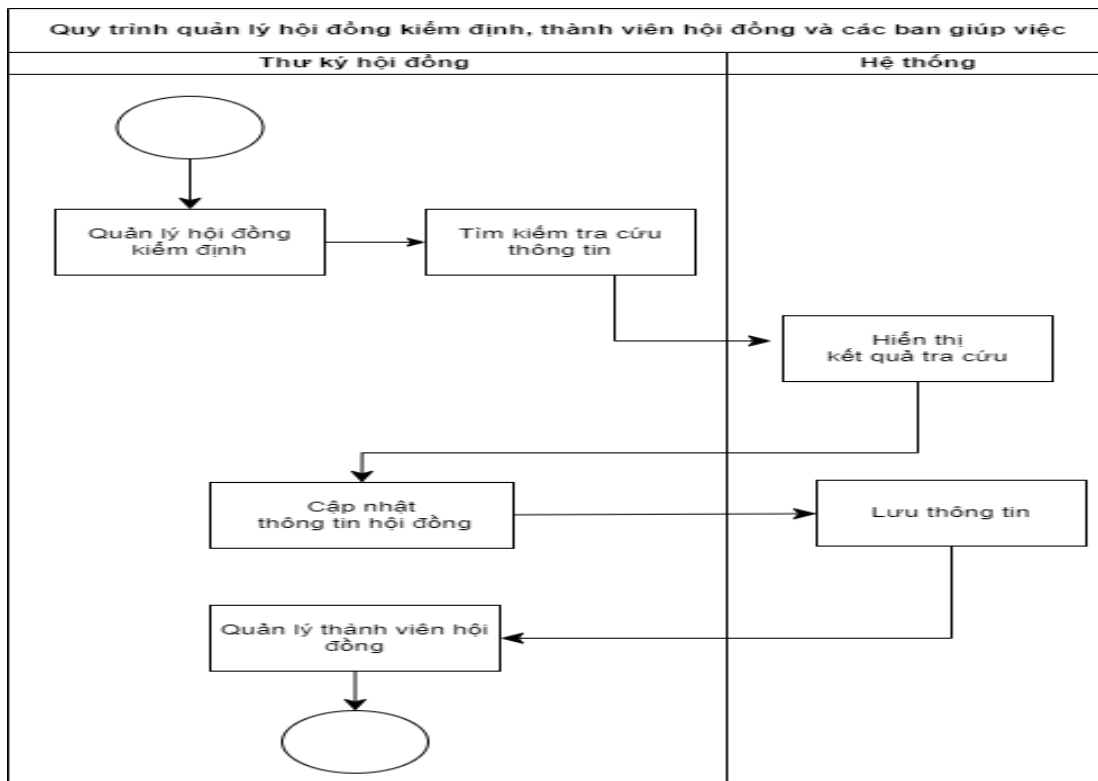 Quy trình quản lý hội đồng kiểm định, thành viên hội đồng và các ban giúp việc
Thư ký hội đồng
Hệ thống
Quản lý hội đồng
kiểm định
Tìm kiếm tra cứu
thông tin
Hiển thị
kết quả tra cứu
Cập nhật
thông tin hội đồng
Lưu thông tin
Quản lý thành viên hội
đồng